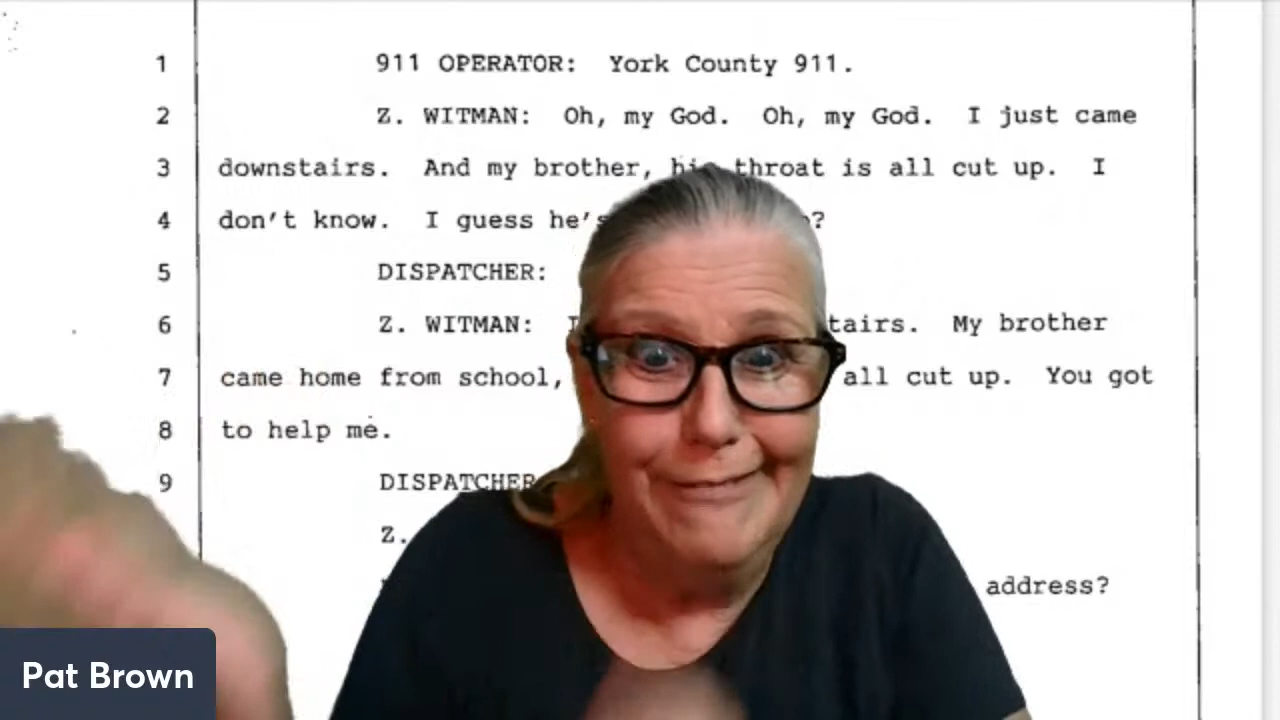 1 911 OPERATOR: York County 911.
2 Z. WITMAN: Oh, my God. Oh, my God. I just came
3 downstairs. And my brother, his throat is all cut up. I
4 don't know. I guess he's ?
5 DISPATCHER:
6 Z. WITMAN: tairs. My brother
7 came home from school, all cut up. You got
8 to help me.
9 DISPATCHER
Z.
address?
Pat Brown